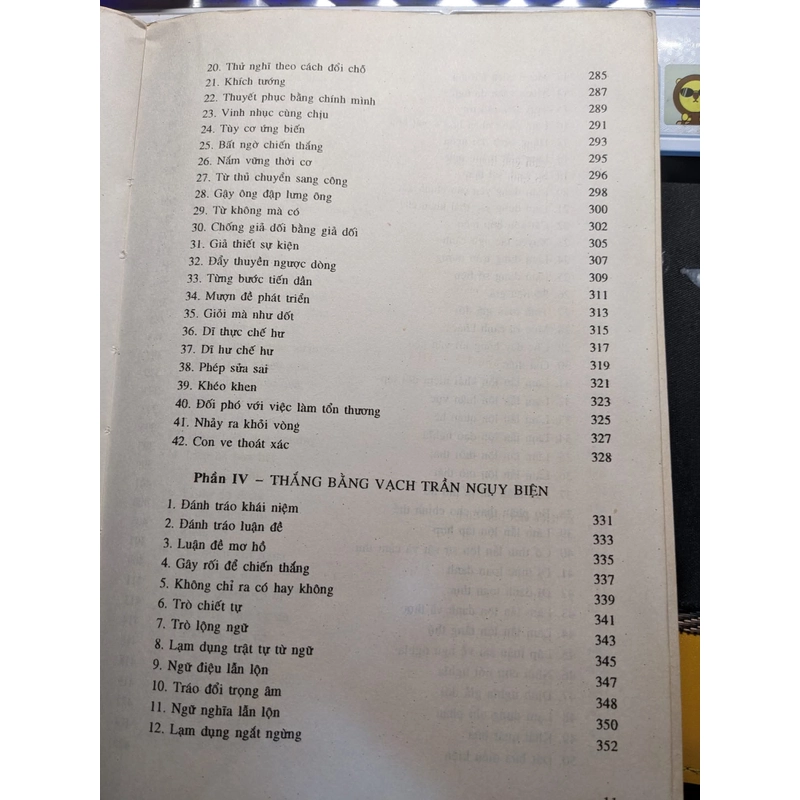 20. Thử nghĩ theo cách đổi chỗ 285
21. Khích tướng 287
22. Thuyết phục bằng chính mình 289
23. Vinh nhục cùng chịu 291
24. Tùy cơ ứng biến 293
25. Bất ngờ chiến thắng 295
26. Nắm vững thời cơ 296
27. Từ thủ chuyển sang công 298
28. Gậy ông đập lưng ông 300
29. Từ không mà có 302
30. Chống giả dối bằng giả dối 305
31. Giả thiết sự kiện 307
32. Đẩy thuyền ngược dòng 309
33. Từng bước tiến dần 311
34. Mượn đề phát triển 313
35. Giỏi mà như dốt 315
36. Dĩ thực chế hư 317
37. Dĩ hư chế hư 319
38. Phép sửa sai 321
39. Khéo khen 323
40. Đối phó với việc làm tổn thương 325
41. Nhảy ra khỏi vòng 327
42. Con ve thoát xác 328
Phần IV – THẮNG BẰNG VẠCH TRẦN NGỤY BIỆN
1. Đánh tráo khái niệm 331
2. Đánh tráo luận đề 333
3. Luận đề mơ hồ 335
4. Gây rối để chiến thắng 337
5. Không chỉ ra có hay không 339
6. Trò chiết tự 341
7. Trò lộng ngữ 343
8. Lạm dụng trật tự từ ngữ 345
9. Ngữ điệu lẫn lộn 347
10. Tráo đổi trọng âm 348
11. Ngữ nghĩa lẫn lộn 350
12. Lạm dụng ngắt ngừng 352